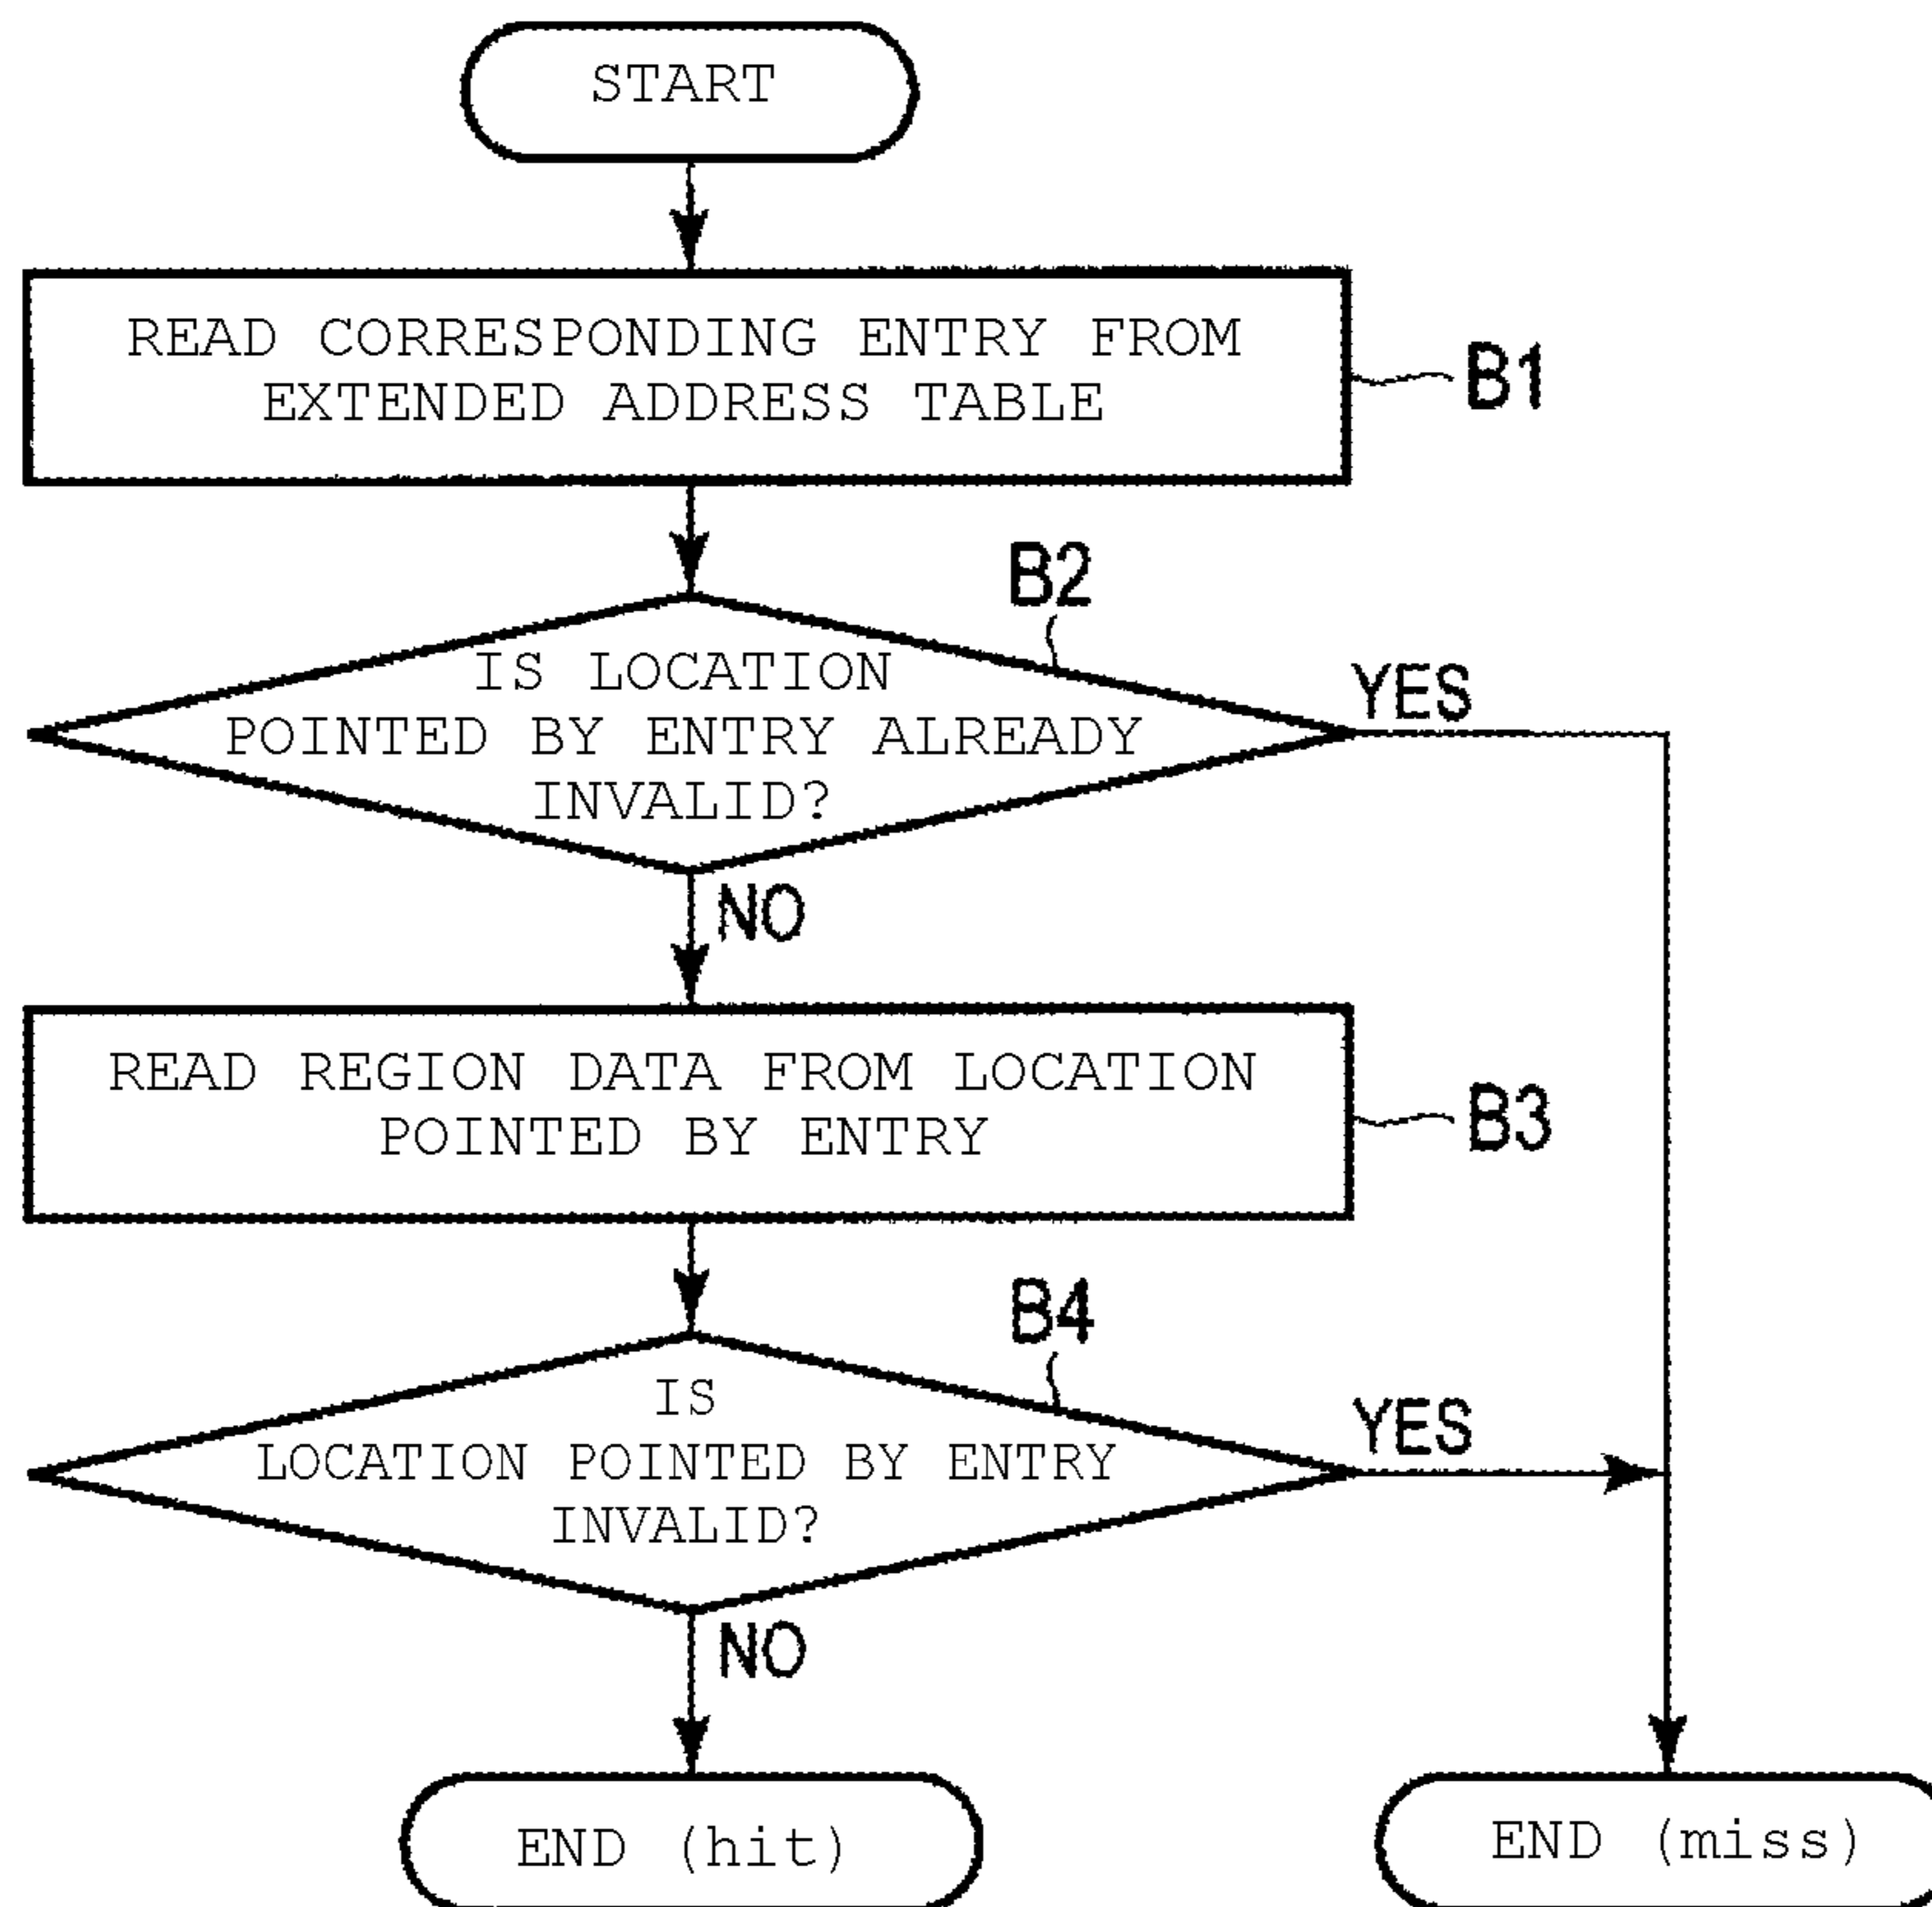 START
READ CORRESPONDING ENTRY FROM
EXTENDED ADDRESS TABLE
B1
B2
IS LOCATION
POINTED BY ENTRY ALREADY
INVALID?
YES
NO
READ REGION DATA FROM LOCATION
POINTED BY ENTRY
B3
B4
IS
LOCATION POINTED BY ENTRY
INVALID?
YES
NO
END (hit)
END (miss)